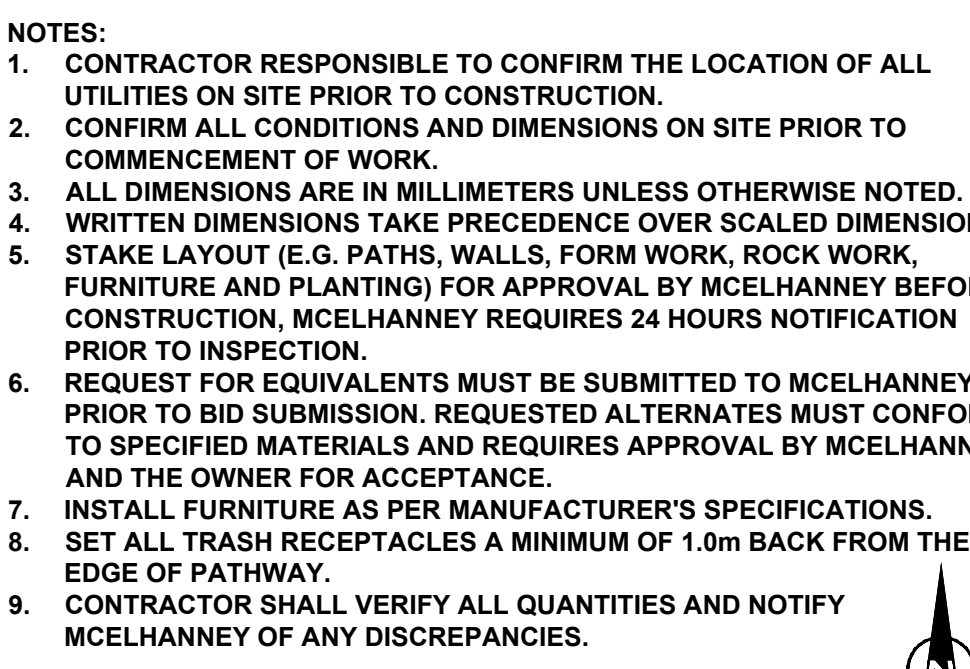 NOTES:
1. CONTRACTOR RESPONSIBLE TO CONFIRM THE LOCATION OF ALL
UTILITIES ON SITE PRIOR TO CONSTRUCTION.
2. CONFIRM ALL CONDITIONS AND DIMENSIONS ON SITE PRIOR TO
COMMENCEMENT OF WORK.
3. ALL DIMENSIONS ARE IN MILLIMETERS UNLESS OTHERWISE NOTED.
4. WRITTEN DIMENSIONS TAKE PRECEDENCE OVER SCALED
5. STAKE LAYOUT (E.G. PATHS, WALLS, FORM WORK, ROCK WORK,
FURNITURE AND PLANTING) FOR APPROVAL BY MCELHANNEY
CONSTRUCTION, MCELHANNEY REQUIRES 24 HOURS NOTIFICATION
PRIOR TO INSPECTION.
6. REQUEST FOR EQUIVALENTS MUST BE SUBMITTED TO MCELHANNEY
PRIOR TO BID SUBMISSION. REQUESTED ALTERNATES MUST
TO SPECIFIED MATERIALS AND REQUIRES APPROVAL BY
AND THE OWNER FOR ACCEPTANCE.
7. INSTALL FURNITURE AS PER MANUFACTURER'S SPECIFICATIONS.
8. SET ALL TRASH RECEPTACLES A MINIMUM OF 1.0m BACK FROM THE
EDGE OF PATHWAY.
9. CONTRACTOR SHALL VERIFY ALL QUANTITIES AND NOTIFY
MCELHANNEY OF ANY DISCREPANCIES.